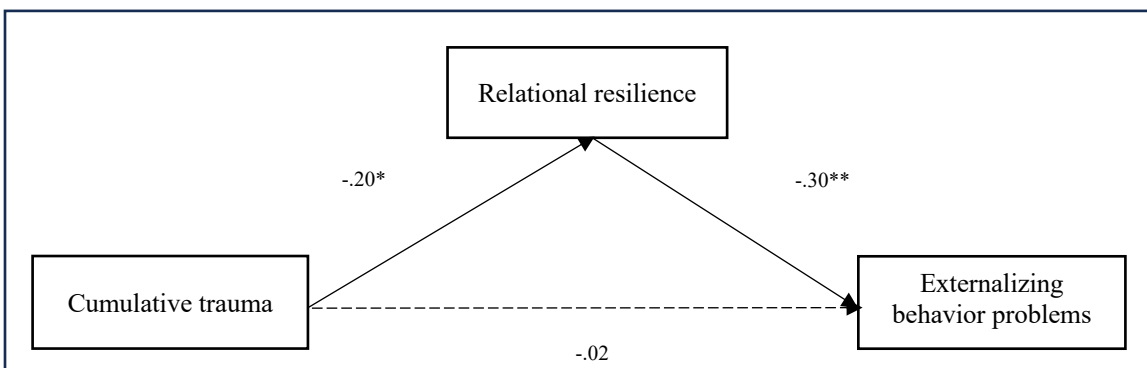 Relational resilience
-.20*
-.30**
Cumulative trauma
Externalizing
behavior problems
-.02